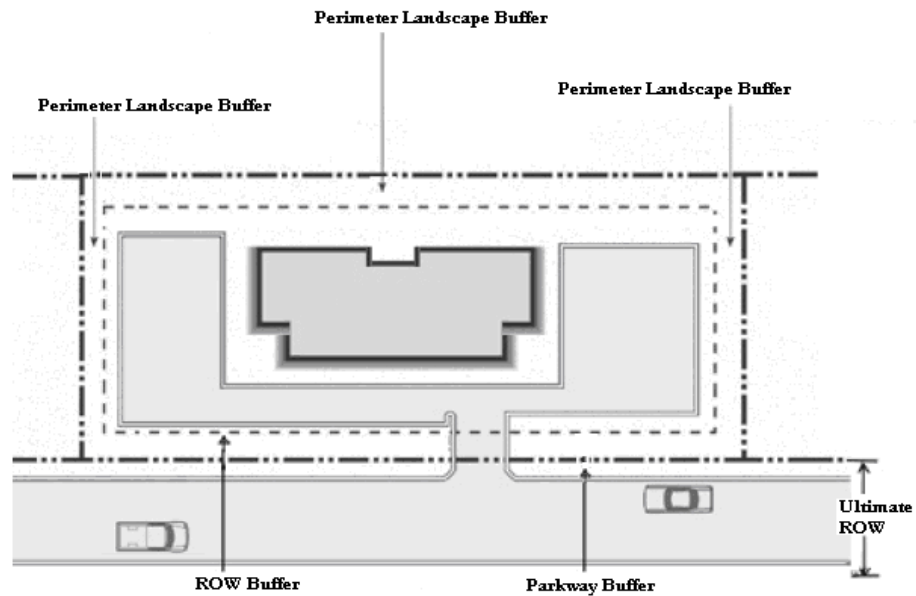 Perimeter Landscape Buffer
Perimeter Landscape Buffer
Perimeter Landscape Buffer
Ultimate
ROW
ROW Buffer
Parkway Buffer